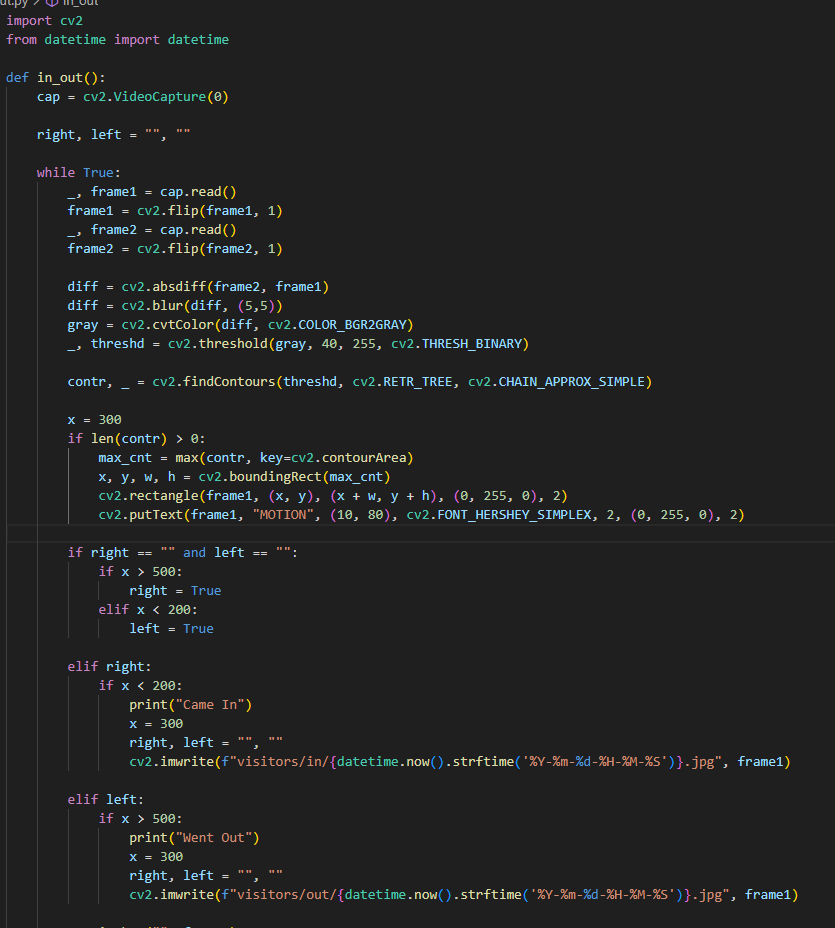 ut.py in_out
import cv2
from datetime import datetime
def in_out():
    cap = cv2.VideoCapture(0)
    right, left = "", ""
    while True:
        _, frame1 = cap.read()
        frame1 = cv2.flip(frame1, 1)
        _, frame2 = cap.read()
        frame2 = cv2.flip(frame2, 1)
        diff = cv2.absdiff(frame2, frame1)
        diff = cv2.blur(diff, (5,5))
        gray = cv2.cvtColor(diff, cv2.COLOR_BGR2GRAY)
        _, threshd = cv2.threshold(gray, 40, 255, cv2.THRESH_BINARY)
        contr, _ = cv2.findContours(threshd, cv2.RETR_TREE, cv2.CHAIN_APPROX_SIMPLE)
        x = 300
        if len(contr) > 0:
            max_cnt = max(contr, key=cv2.contourArea)
            x, y, w, h = cv2.boundingRect(max_cnt)
            cv2.rectangle(frame1, (x, y), (x + w, y + h), (0, 255, 0), 2)
            cv2.putText(frame1, "MOTION", (10, 80), cv2.FONT_HERSHEY_SIMPLEX, 2, (0, 255, 0), 2)
        if right == "" and left == "":
            if x > 500:
                right = True
            elif x < 200:
                left = True
        elif right:
            if x < 200:
                print("Came In")
                x = 300
                right, left = "", ""
                cv2.imwrite(f"visitors/in/{datetime.now().strftime('%Y-%m-%d-%H-%M-%S')}.jpg", frame1)
        elif left:
            if x > 500:
                print("Went Out")
                x = 300
                right, left = "", ""
                cv2.imwrite(f"visitors/out/{datetime.now().strftime('%Y-%m-%d-%H-%M-%S')}.jpg", frame1)